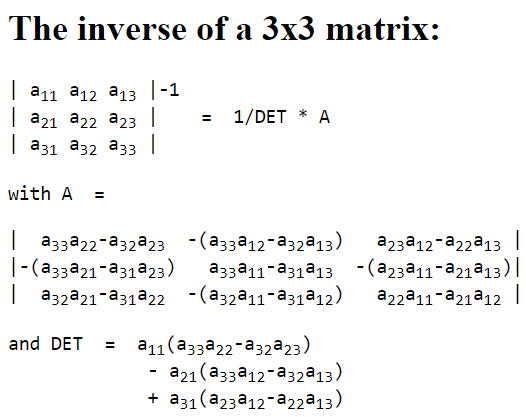 The inverse of a 3x3 matrix:
| a₁₁ a₁₂ a₁₃ |-1
| a₂₁ a₂₂ a₂₃ | = 1/DET * A
| a₃₁ a₃₂ a₃₃ |
with A =
| a₃₃a₂₂-a₃₂a₂₃ -(a₃₃a₁₂-a₃₂a₁₃) a₂₃a₁₂-a₂₂a₁₃ |
|-(a₃₃a₂₁-a₃₁a₂₃) a₃₃a₁₁-a₃₁a₁₃ -(a₂₃a₁₁-a₂₁a₁₃)|
| a₃₂a₂₁-a₃₁a₂₂ -(a₃₂a₁₁-a₃₁a₁₂) a₂₂a₁₁-a₂₁a₁₂ |
and DET = a₁₁(a₃₃a₂₂-a₃₂a₂₃)
- a₂₁(a₃₃a₁₂-a₃₂a₁₃)
+ a₃₁(a₂₃a₁₂-a₂₂a₁₃)